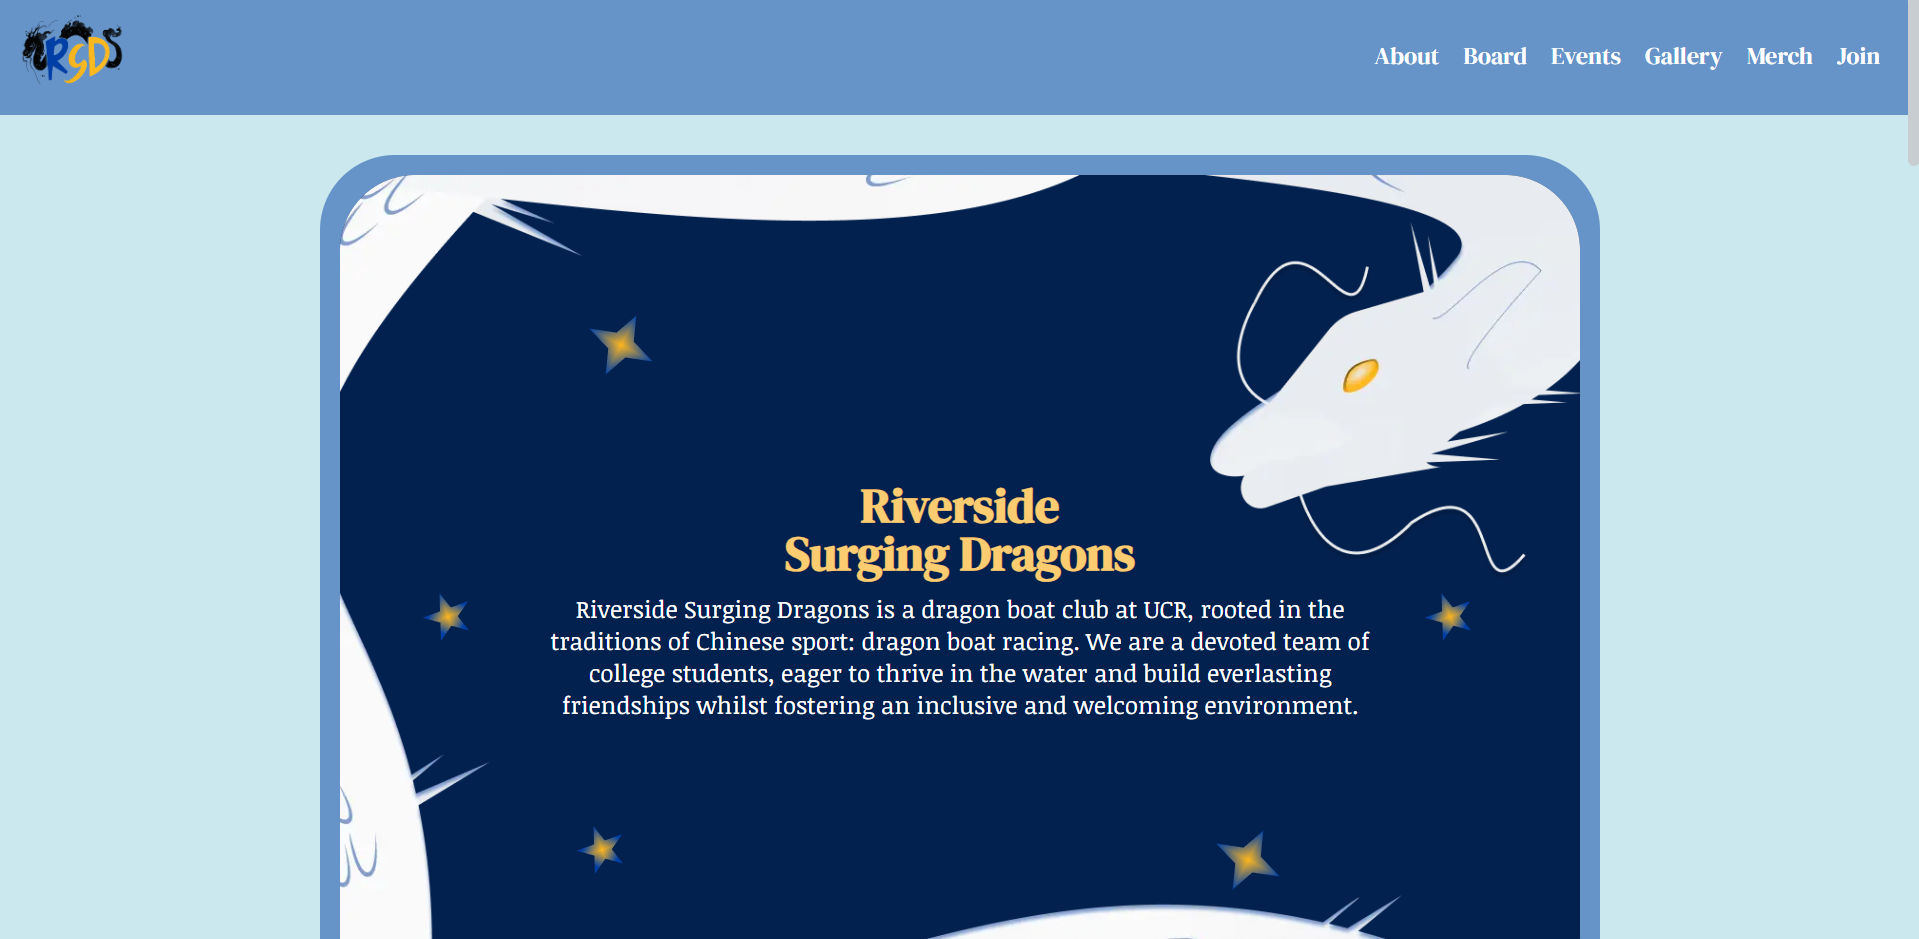 RSD
About Board Events Gallery Merch Join
Riverside
Surging Dragons
Riverside Surging Dragons is a dragon boat club at UCR, rooted in the
traditions of Chinese sport: dragon boat racing. We are a devoted team of
college students, eager to thrive in the water and build everlasting
friendships whilst fostering an inclusive and welcoming environment.